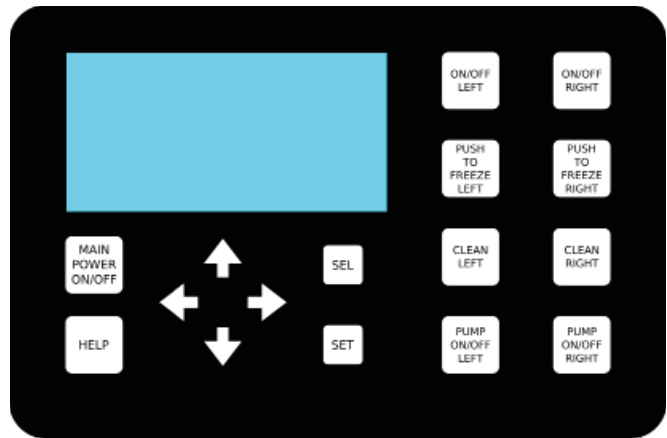 ON/OFF
LEFT
ON/OFF
RIGHT
PUSH
TO
FREEZE
LEFT
PUSH
TO
FREEZE
RIGHT
MAIN
POWER
ON/OFF
SEL
CLEAN
LEFT
CLEAN
RIGHT
HELP
SET
PUMP
ON/OFF
LEFT
PUMP
ON/OFF
RIGHT